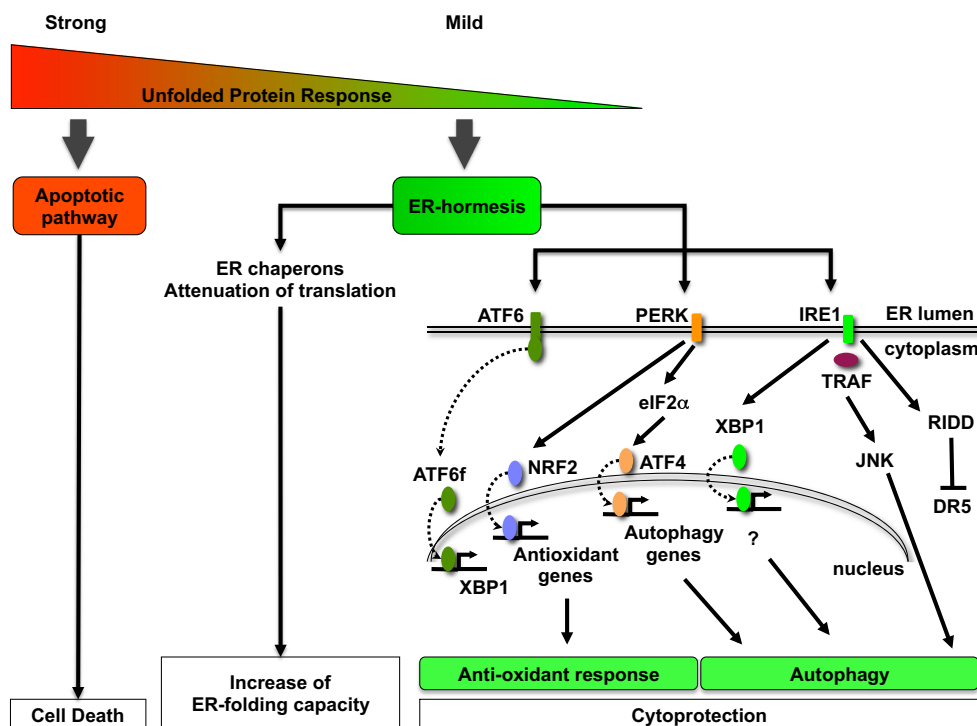 Strong
Mild
Unfolded Protein Response
Apoptotic
pathway
ER-hormesis
ER chaperons
Attenuation of translation
ATF6
PERK
IRE1
ER lumen
cytoplasm
TRAF
eIF2α
XBP1
RIDD
ATF6f
NRF2
ATF4
JNK
DR5
XBP1
Antioxidant
genes
Autophagy
genes
?
nucleus
Increase of
ER-folding capacity
Anti-oxidant response
Autophagy
Cell Death
Cytoprotection